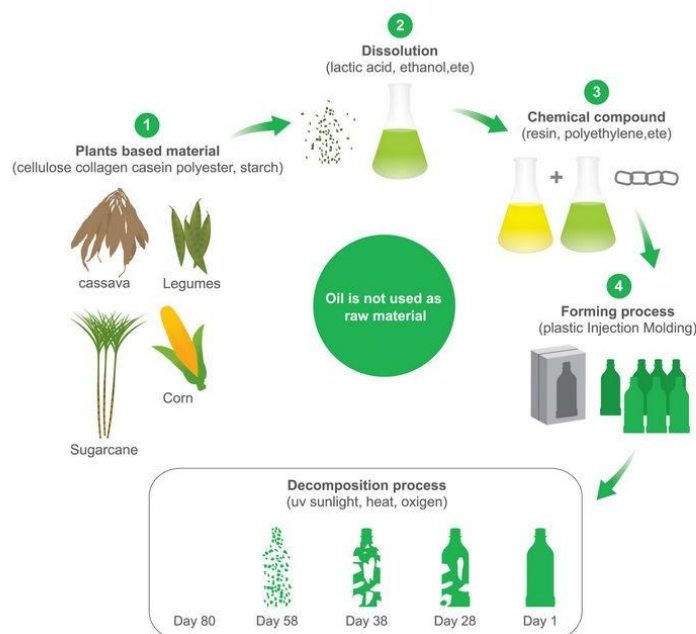 1
Plants based material
(cellulose collagen casein polyester, starch)
cassava
Legumes
Sugarcane
Corn
2
Dissolution
(lactic acid, ethanol,ete)
3
Chemical compound
(resin, polyethylene,ete)
+
4
Forming process
(plastic Injection Molding)
Oil is not used as
raw material
Decomposition process
(uv sunlight, heat, oxigen)
Day 80
Day 58
Day 38
Day 28
Day 1